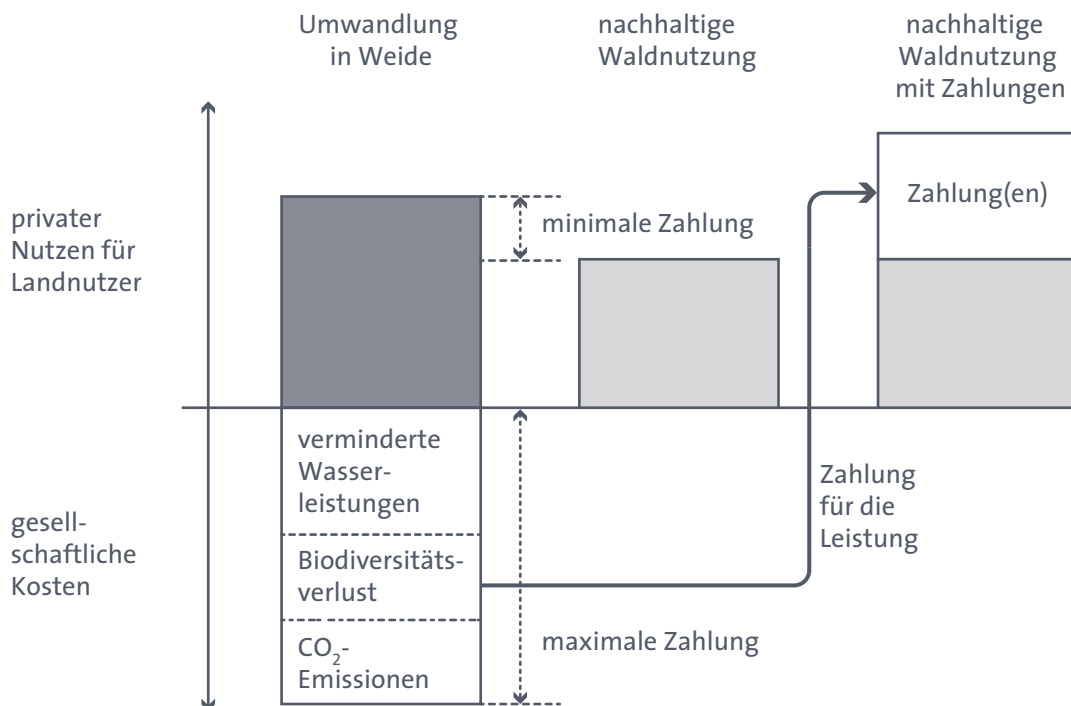 Umwandlung
in Weide
nachhaltige
Waldnutzung
nachhaltige
Waldnutzung
mit Zahlungen
privater
Nutzen für
Landnutzer
minimale Zahlung
Zahlung(en)
verminderte
Wasser-
leistungen
Zahlung
für die
Leistung
gesell-
schaftliche
Kosten
Biodiversitäts-
verlust
maximale Zahlung
CO₂-
Emissionen